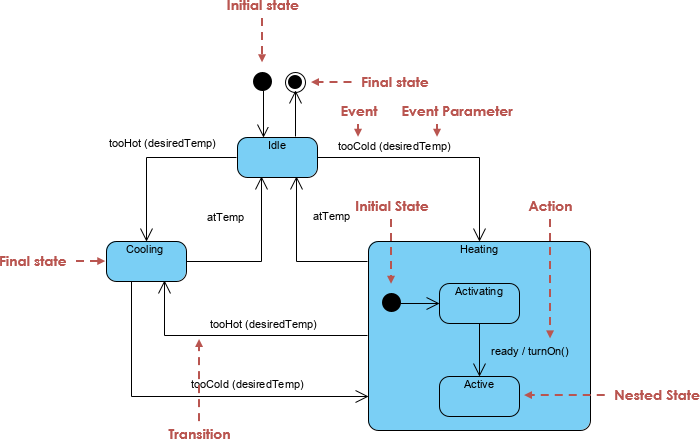 Initial state
Final state
Event
Event Parameter
tooHot (desiredTemp)
Idle
tooCold (desiredTemp)
atTemp
atTemp
Initial State
Action
Final state
Cooling
Heating
Activating
tooHot (desiredTemp)
ready / turnOn()
tooCold (desiredTemp)
Active
Nested State
Transition